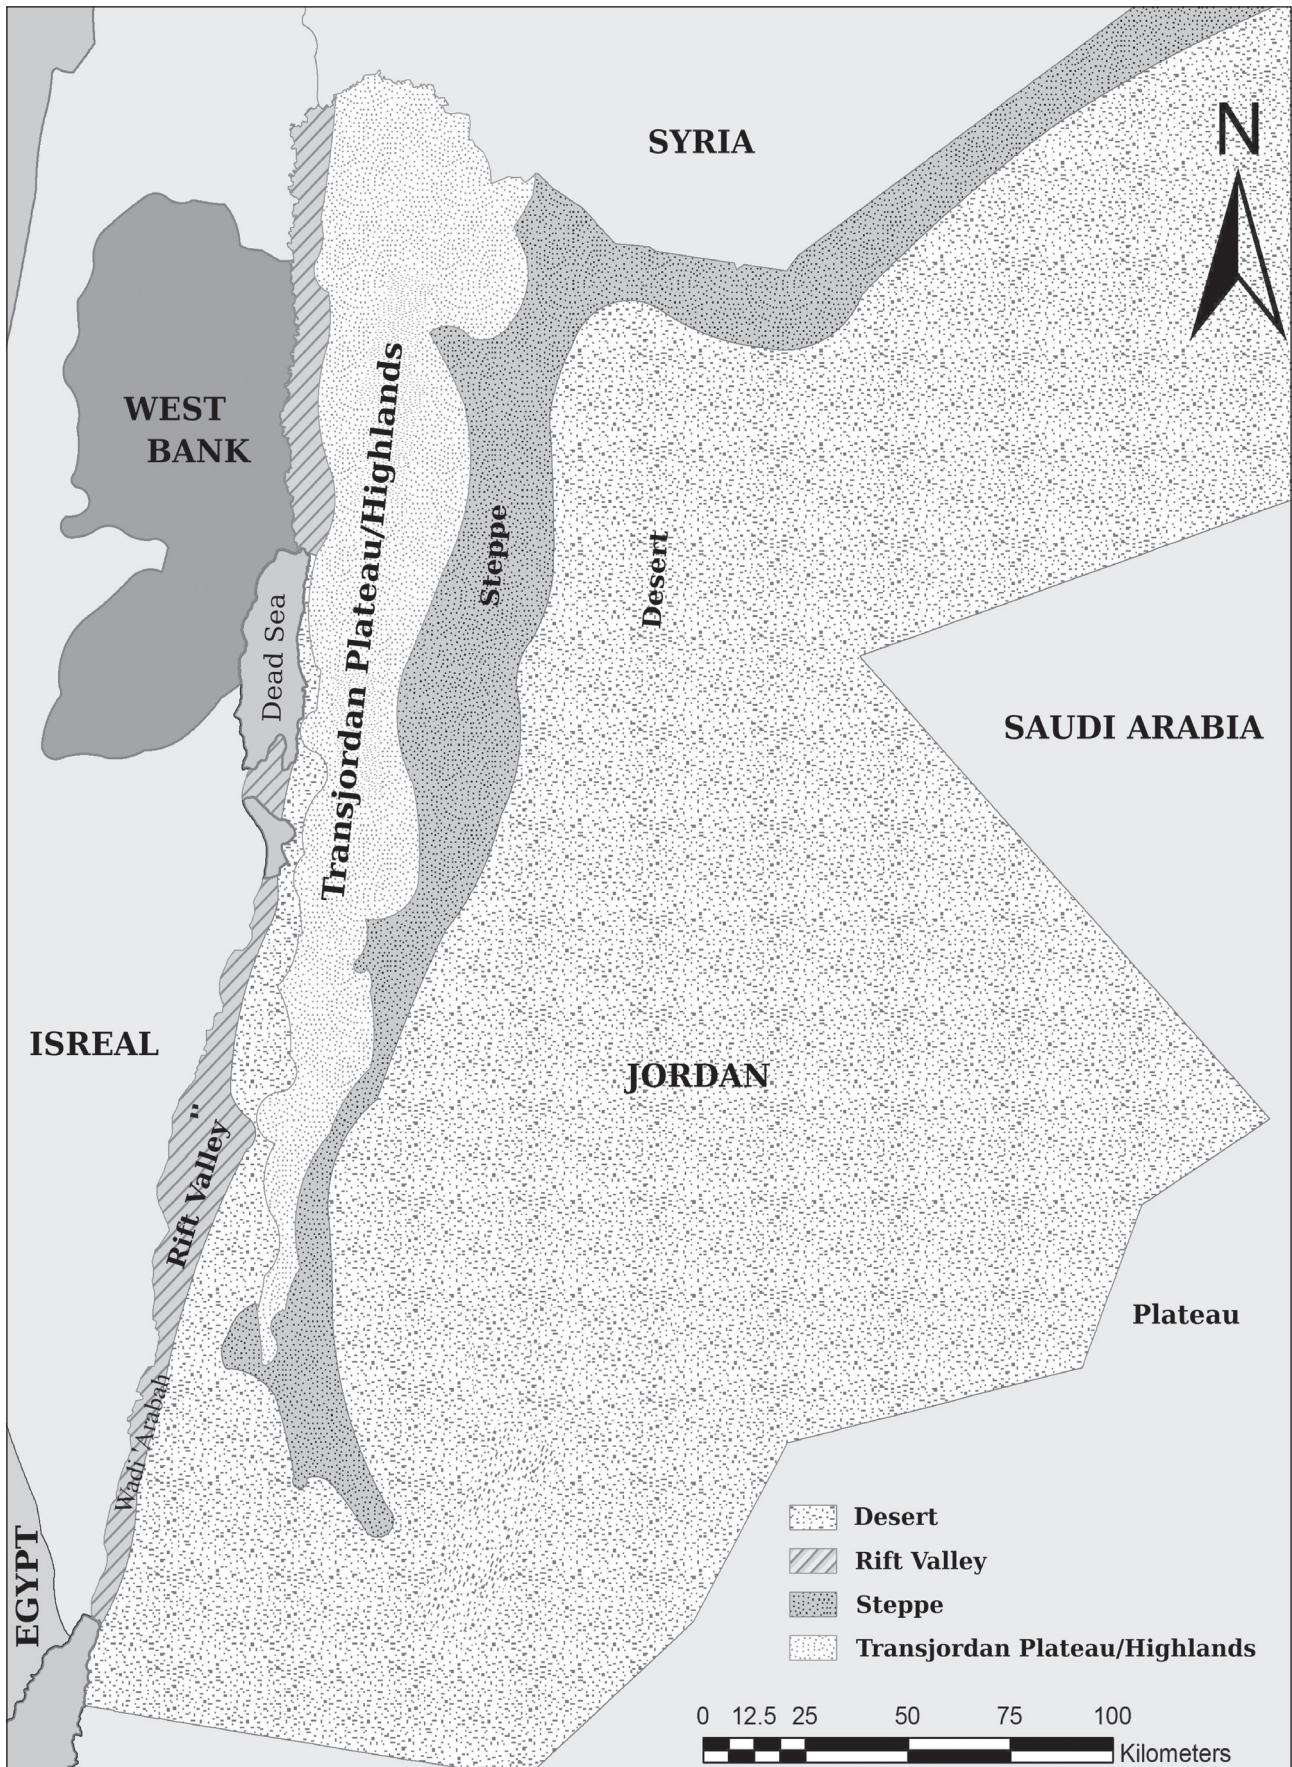 SYRIA
N
WEST
BANK
Transjordan Plateau/Highlands
Steppe
Desert
Dead Sea
SAUDI ARABIA
ISREAL
JORDAN
"
Rift Valley
Plateau
Wadi 'Arabah
EGYPT
Desert
Rift Valley
Steppe
Transjordan Plateau/Highlands
0 12.5 25 50 75 100
Kilometers